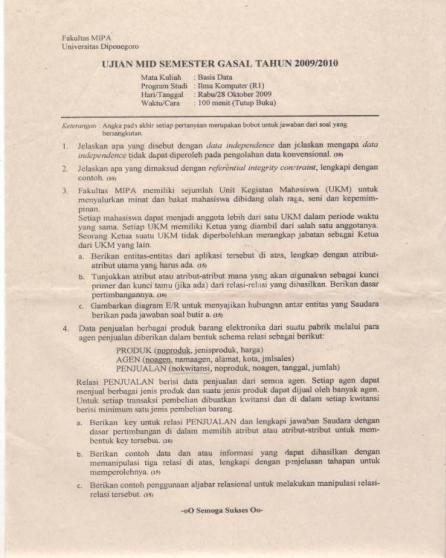 Fakultas MIPA
Universitas Diponegoro
UJIAN MID SEMESTER GASAL TAHUN 2009/2010
Mata Kuliah : Basis Data
Program Studi : Ilmu Komputer (R1)
Hari/Tanggal : Rabu/28 Oktober 2009
Waktu/Cara : 100 menit (Tutup Buku)
Keterangan : Angka pada akhir setiap pertanyaan merupakan bobot untuk jawaban dari soal yang
bersangkutan.
1. Jelaskan apa yang disebut dengan data independence dan jelaskan mengapa data
independence tidak dapat diperoleh pada pengolahan data konvensional. (10)
2. Jelaskan apa yang dimaksud dengan referential integrity constraint, lengkapi dengan
contoh.
3. Fakultas MIPA memiliki sejumlah Unit Kegiatan Mahasiswa (UKM) untuk
menyalurkan minat dan bakat mahasiswa dibidang olah raga, seni dan kepemim-
pinan.
Setiap mahasiswa dapat menjadi anggota lebih dari satu UKM dalam periode waktu
yang sama. Setiap UKM memiliki Ketua yang diambil dari salah satu anggotanya.
Seorang Ketua suatu UKM tidak diperbolehkan merangkap jabatan sebagai Ketua
dari UKM yang lain.
a. Berikan entitas-entitas dari aplikasi tersebut di atas, lengkap dengan atribut-
atribut utama yang harus ada. (15)
b. Tunjukkan atribut atau atribut-atribut mana yang akan digunakan sebagai kunci
primer dan kunci tamu (jika ada) dari relasi-relasi yang dihasilkan. Berikan dasar
pertimbangannya.
c. Gambarkan diagram E/R untuk menyajikan hubungan antar entitas yang Saudara
berikan pada jawaban soal butir a. (15)
4. Data penjualan berbagai produk barang elektronika dari suatu pabrik melalui para
agen penjualan diberikan dalam bentuk schema relasi sebagai berikut:
PRODUK (noproduk, jenisproduk, harga)
AGEN (noagen, namaagen, alamat, kota, jmlsales)
PENJUALAN (nokwitansi, noproduk, noagen, tanggal, jumlah)
Relasi PENJUALAN berisi data penjualan dari semua agen. Setiap agen dapat
menjual berbagai jenis produk dan suatu jenis produk dapat dijual oleh banyak agen.
Untuk setiap transaksi pembelian dibuatkan kwitansi dan di dalam setiap kwitansi
berisi minimum satu jenis pembelian barang.
a. Berikan key untuk relasi PENJUALAN dan lengkapi jawaban Saudara dengan
dasar pertimbangan di dalam memilih atribut atau atribut-atribut untuk mem-
bentuk key tersebut.
b. Berikan contoh data dan atau informasi yang dapat dihasilkan dengan
memanipulasi tiga relasi di atas, lengkapi dengan penjelasan tahapan untuk
memperolehnya. (15)
c. Berikan contoh penggunaan aljabar relasional untuk melakukan manipulasi relasi-
relasi tersebut. (15)
-oO Semoga Sukses Oo-